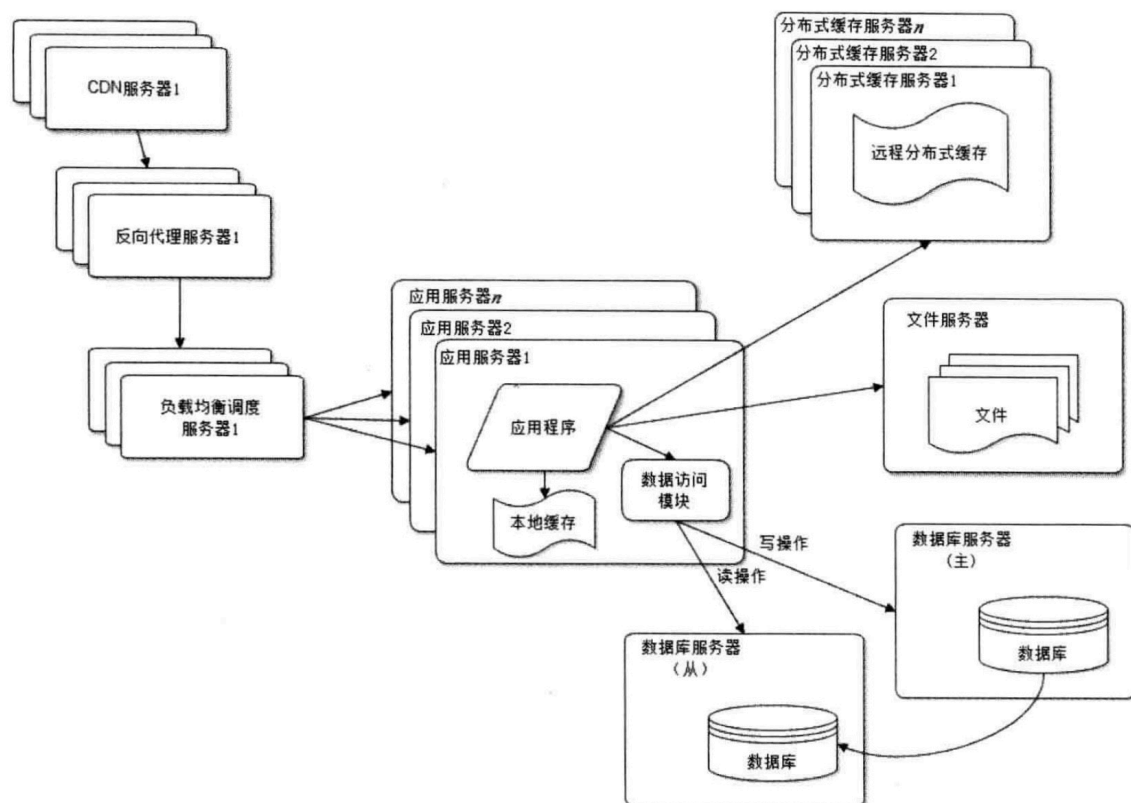 CDN服务器1
反向代理服务器1
负载均衡调度
服务器1
应用服务器n
应用服务器2
应用服务器1
应用程序
本地缓存
数据访问
模块
分布式缓存服务器n
分布式缓存服务器2
分布式缓存服务器1
远程分布式缓存
文件服务器
文件
写操作
读操作
数据库服务器
（主）
数据库
数据库服务器
（从）
数据库